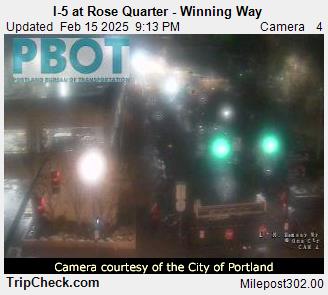 I-5 at Rose Quarter - Winning Way
Updated Feb 15 2025 9:13 PM Camera 4
PBOT
PORTLAND BUREAU OF TRANSPORTATION
Camera courtesy of the City of Portland
TripCheck.com Milepost302.00